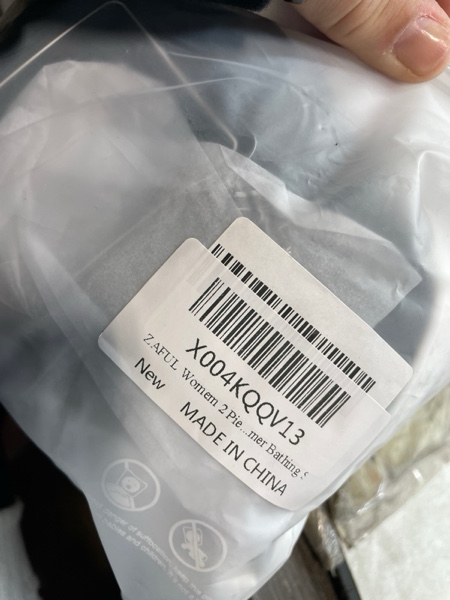 X004KQQV13
ZAFUL Women 2 Pie...mer Bathing S
New
MADE IN CHINA